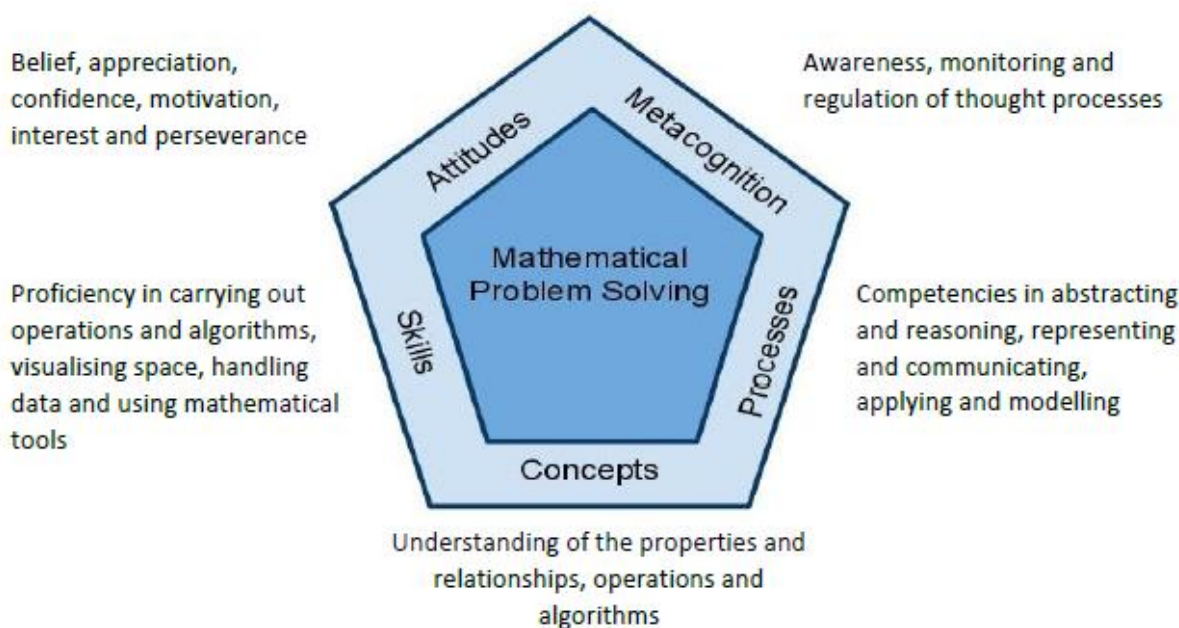 Belief, appreciation,
confidence, motivation,
interest and perseverance
Awareness, monitoring and
regulation of thought processes
Attitudes
Metacognition
Mathematical
Problem Solving
Proficiency in carrying out
operations and algorithms,
visualising space, handling
data and using mathematical
tools
Skills
Processes
Competencies in abstracting
and reasoning, representing
and communicating,
applying and modelling
Concepts
Understanding of the properties and
relationships, operations and
algorithms